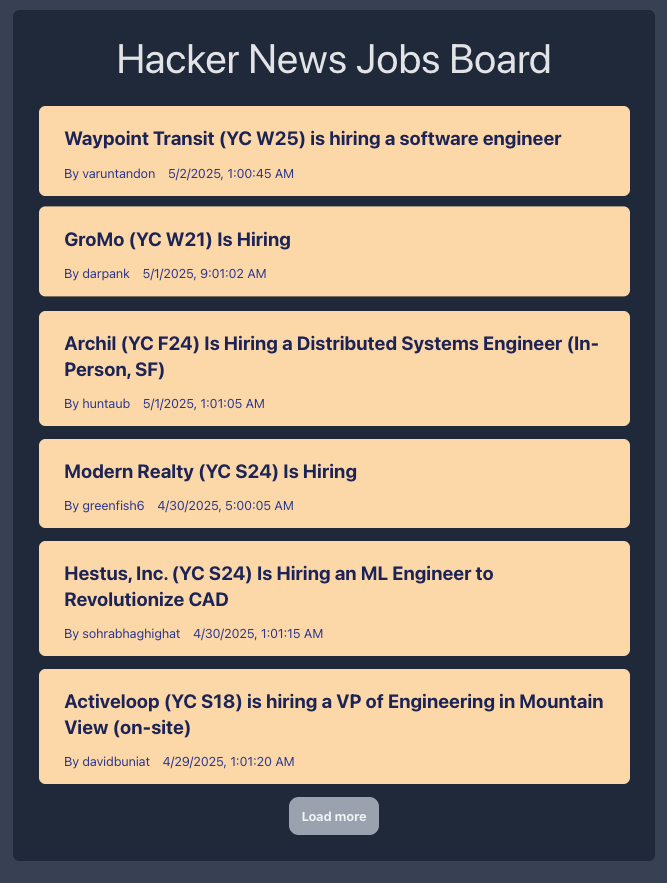 Hacker News Jobs Board
Waypoint Transit (YC W25) is hiring a software engineer
By varuntandon 5/2/2025, 1:00:45 AM
GroMo (YC W21) Is Hiring
By darpank 5/1/2025, 9:01:02 AM
Archil (YC F24) Is Hiring a Distributed Systems Engineer (In-
Person, SF)
By huntaub 5/1/2025, 1:01:05 AM
Modern Realty (YC S24) Is Hiring
By greenfish6 4/30/2025, 5:00:05 AM
Hestus, Inc. (YC S24) Is Hiring an ML Engineer to
Revolutionize CAD
By sohrabhaghighat 4/30/2025, 1:01:15 AM
Activeloop (YC S18) is hiring a VP of Engineering in Mountain
View (on-site)
By davidbuniat 4/29/2025, 1:01:20 AM
Load more